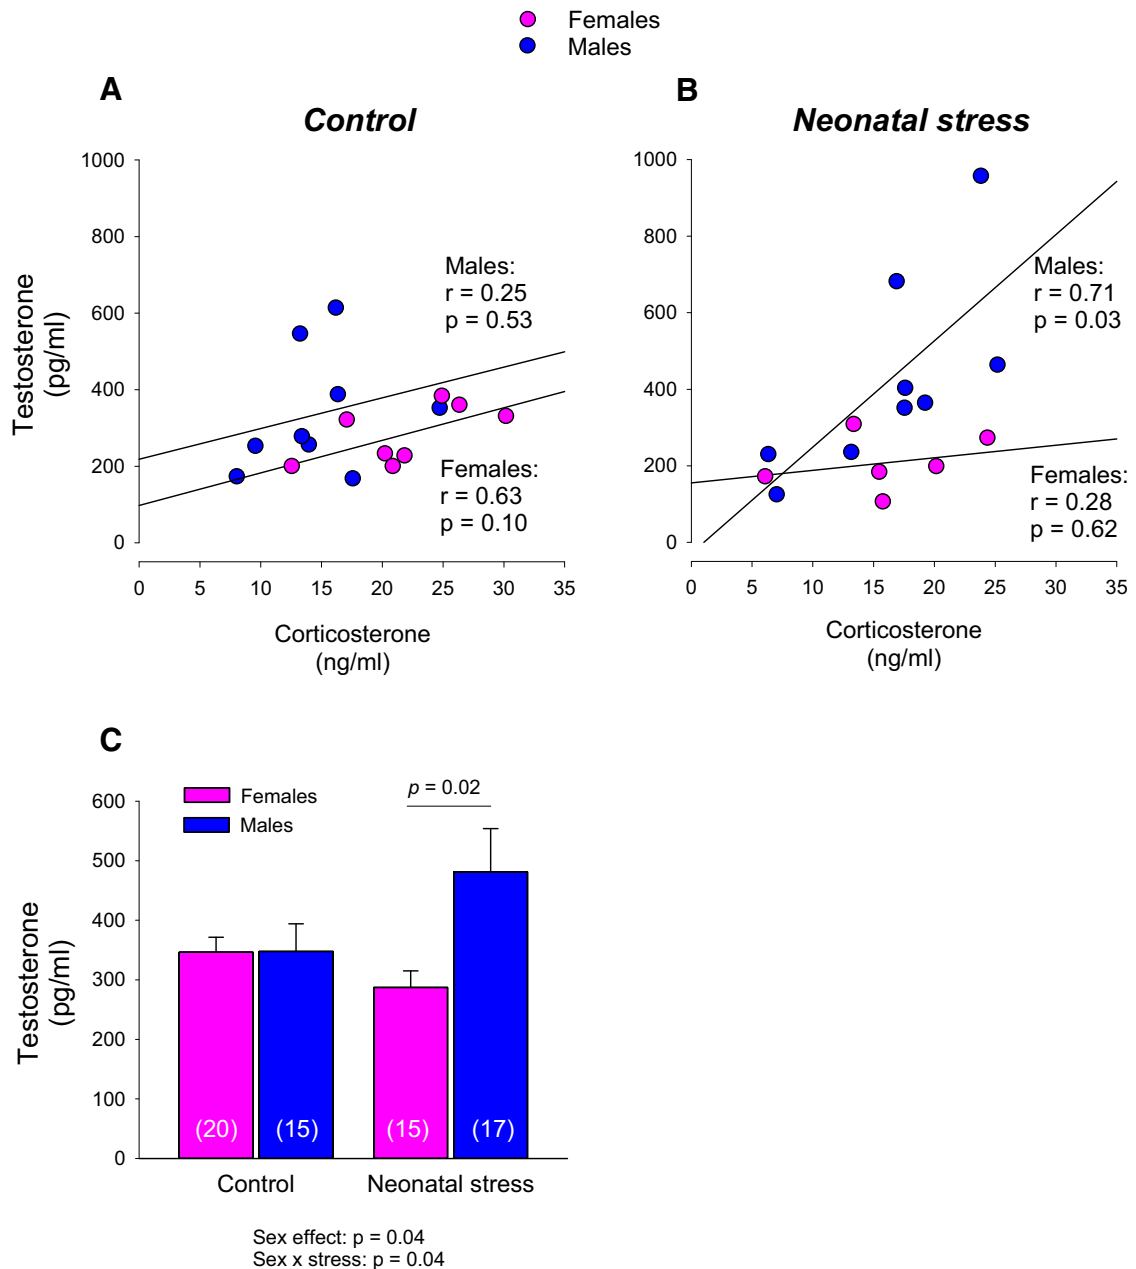 Females
Males
A
Control
1000
800
600
400
200
0
Testosterone
(pg/ml)
Males:
r = 0.25
p = 0.53
Females:
r = 0.63
p = 0.10
0 5 10 15 20 25 30 35
Corticosterone
(ng/ml)
B
Neonatal stress
1000
800
600
400
200
0
Males:
r = 0.71
p = 0.03
Females:
r = 0.28
p = 0.62
0 5 10 15 20 25 30 35
Corticosterone
(ng/ml)
C
Females
Males
p = 0.02
600
500
400
300
200
100
0
Testosterone
(pg/ml)
(20) (15) (15) (17)
Control Neonatal stress
Sex effect: p = 0.04
Sex x stress: p = 0.04